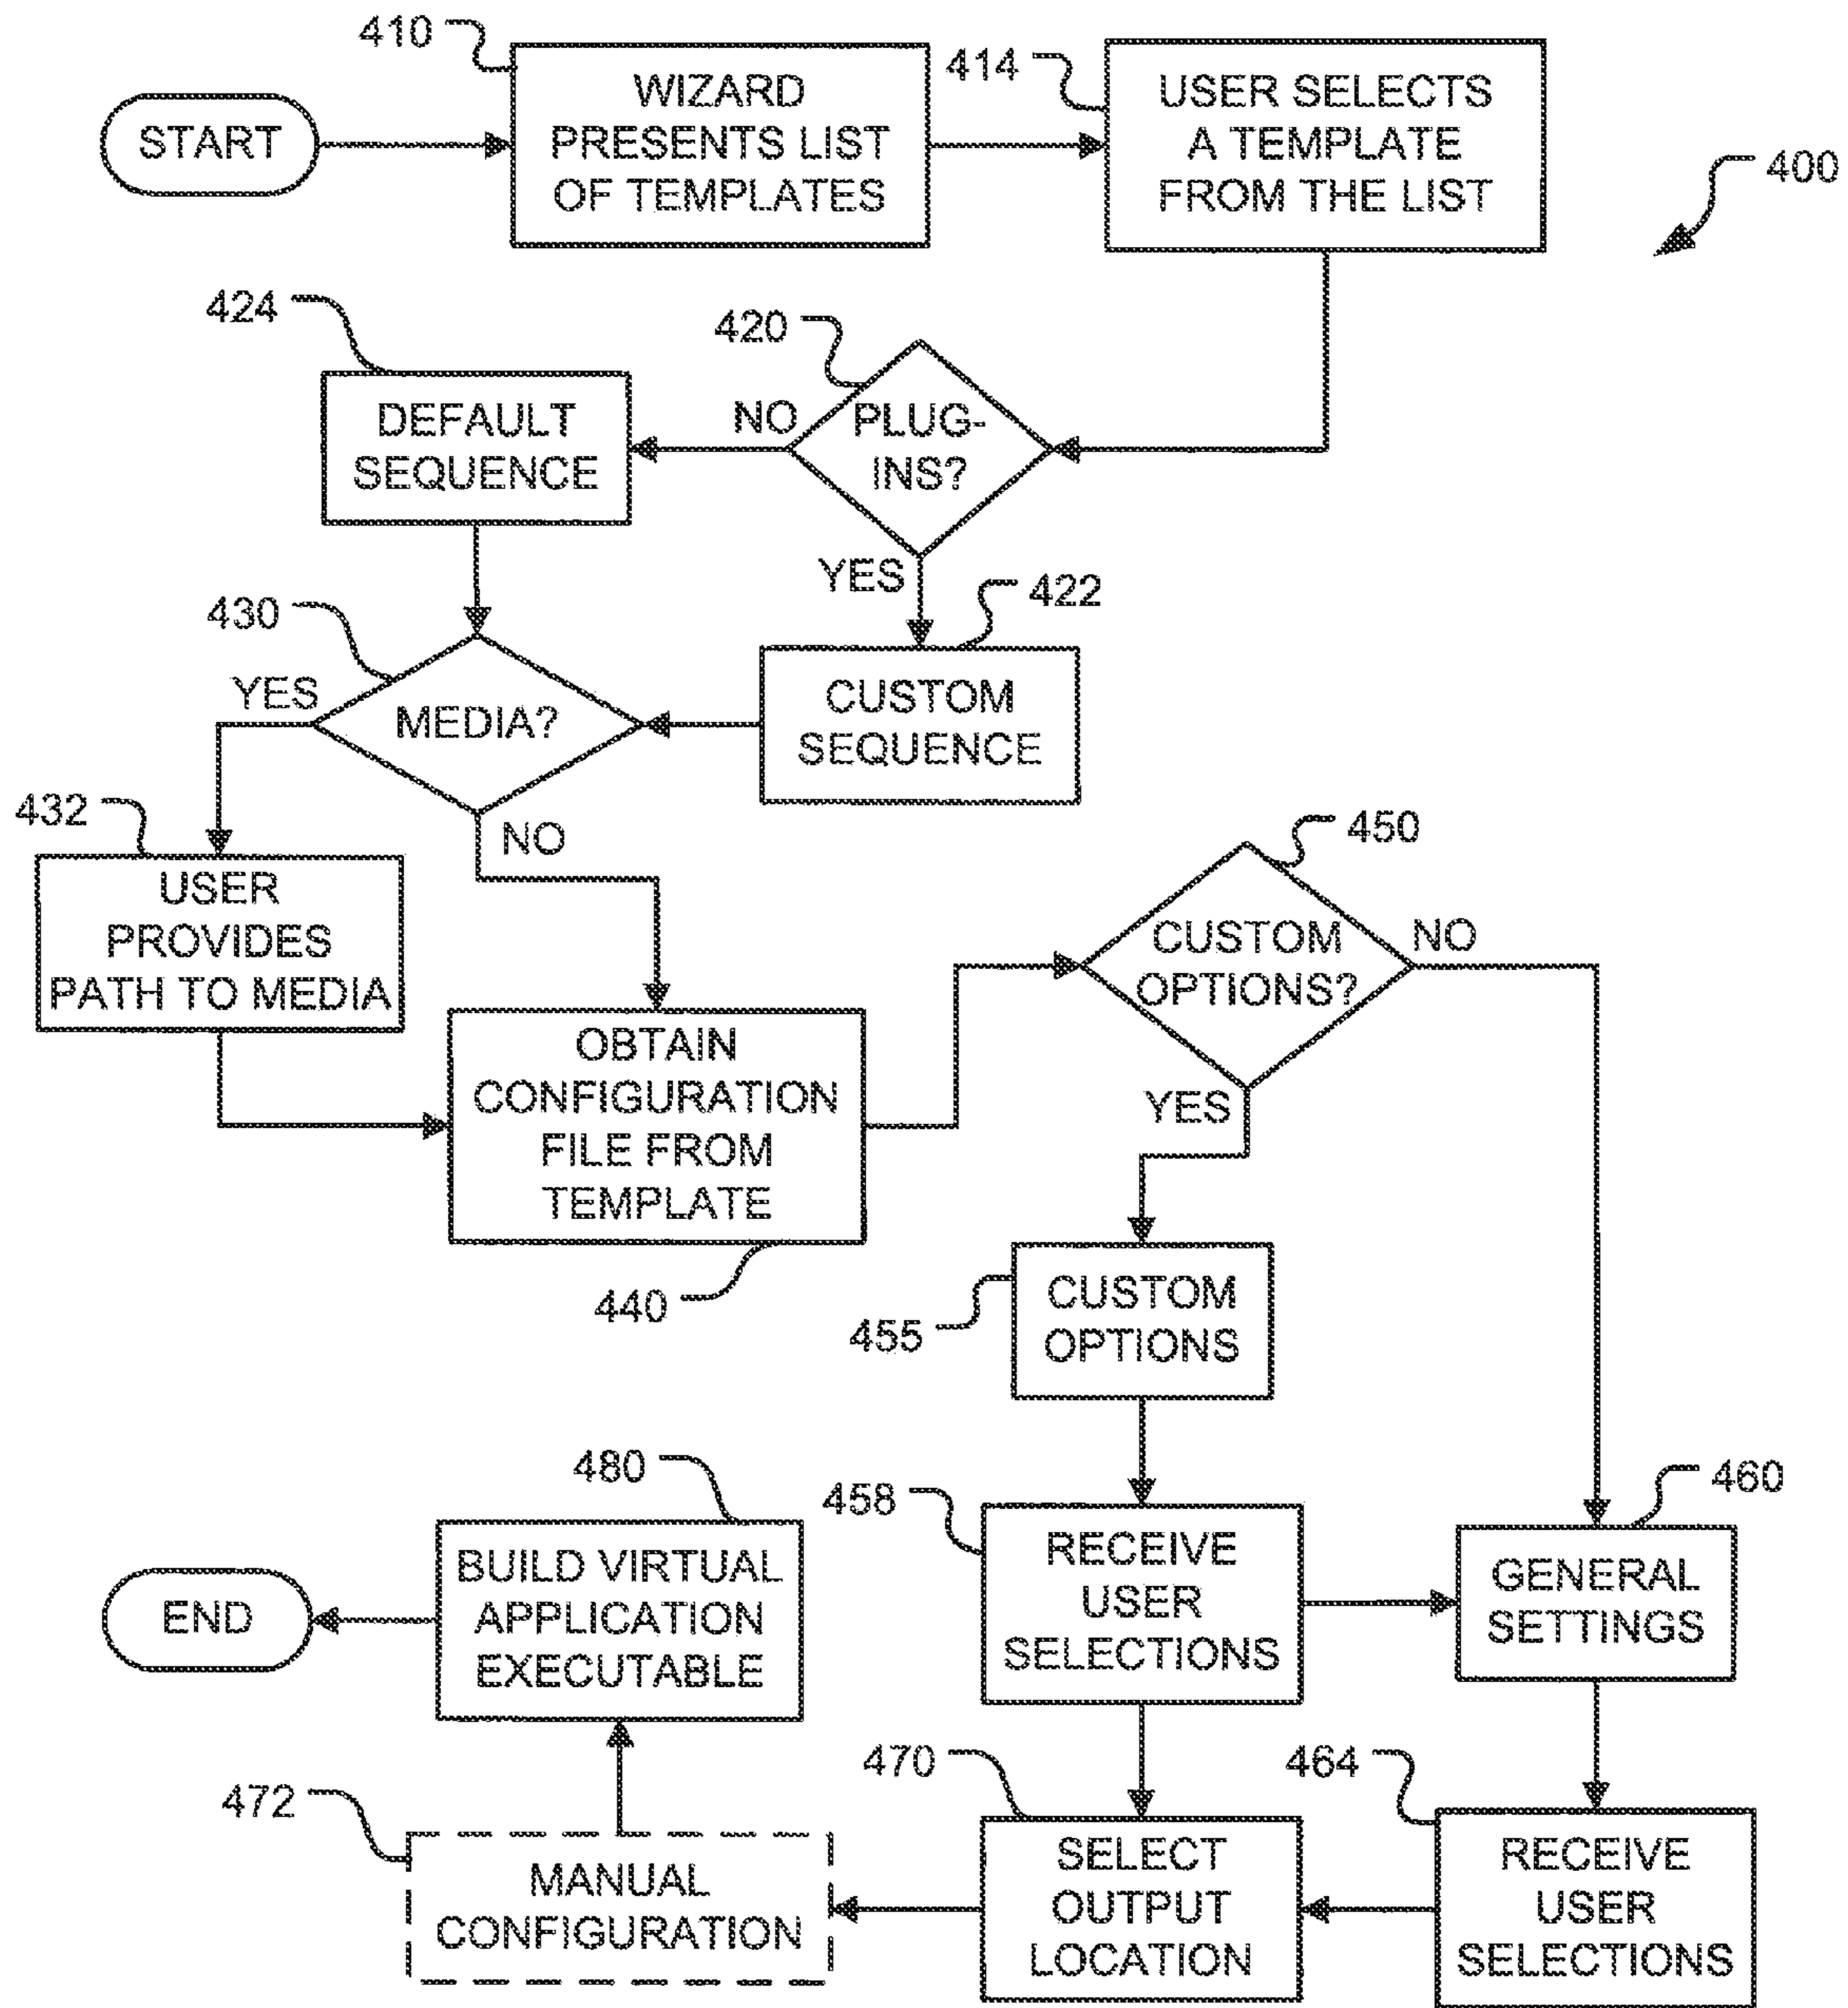 410
START
WIZARD
PRESENTS LIST
OF TEMPLATES
414
USER SELECTS
A TEMPLATE
FROM THE LIST
400
424
DEFAULT
SEQUENCE
420
NO
PLUG-
INS?
YES
422
CUSTOM
SEQUENCE
430
YES
MEDIA?
NO
432
USER
PROVIDES
PATH TO MEDIA
OBTAIN
CONFIGURATION
FILE FROM
TEMPLATE
440
450
CUSTOM
OPTIONS?
NO
YES
455
CUSTOM
OPTIONS
458
RECEIVE
USER
SELECTIONS
460
GENERAL
SETTINGS
464
RECEIVE
USER
SELECTIONS
470
SELECT
OUTPUT
LOCATION
472
MANUAL
CONFIGURATION
480
BUILD VIRTUAL
APPLICATION
EXECUTABLE
END